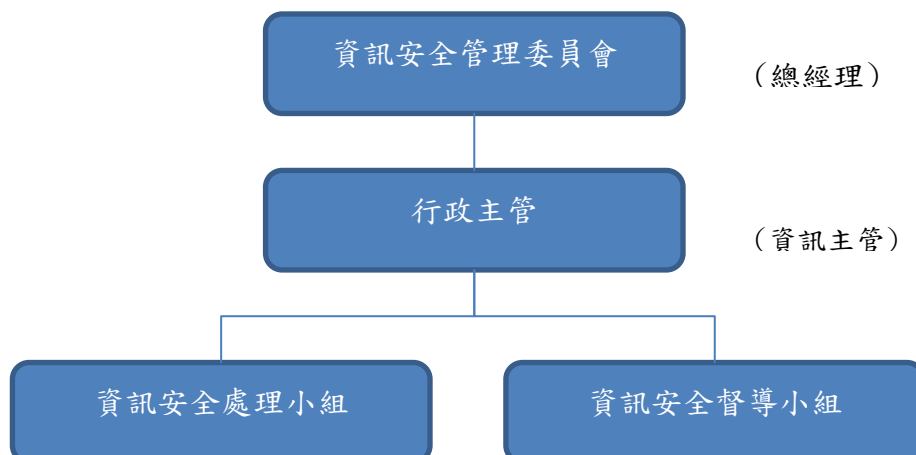 資訊安全管理委員會
（總經理）
行政主管
（資訊主管）
資訊安全處理小組
資訊安全督導小組